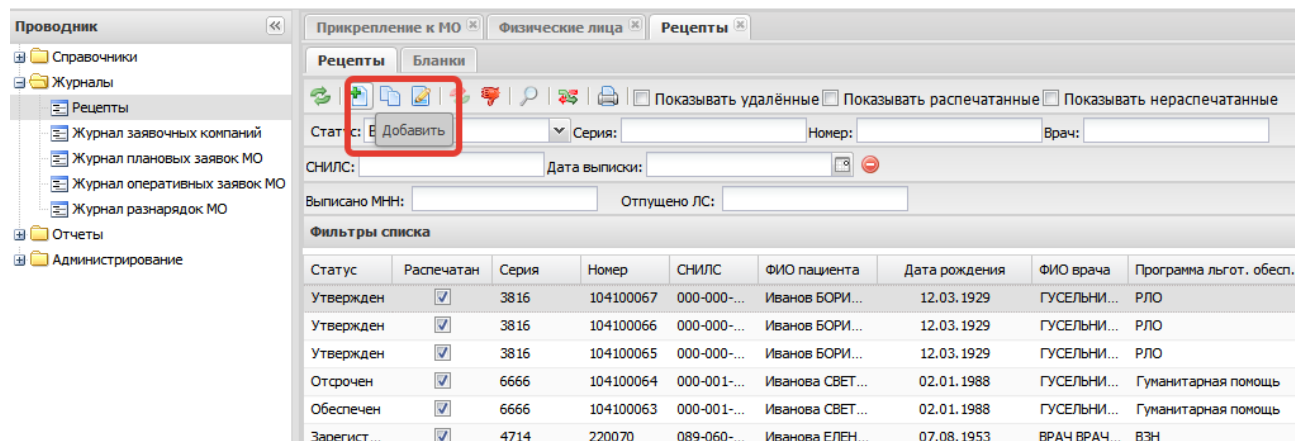 Проводник
Справочники
Журналы
Рецепты
Журнал заявочных компаний
Журнал плановых заявок МО
Журнал оперативных заявок МО
Журнал разнарядок МО
Отчеты
Администрирование
Прикрепление к МО Физические лица Рецепты
Рецепты Бланки
Показывать удалённые Показывать распечатанные Показывать нераспечатанные
Статус: Добавить Серия: Номер: Врач:
СНИЛС: Дата выписки:
Выписано МНН: Отпущено ЛС:
Фильтры списка
Статус Распечатан Серия Номер СНИЛС ФИО пациента Дата рождения ФИО врача Программа льгот. обесп.
Утвержден 3816 104100067 000-000-... Иванов БОРИ... 12.03.1929 ГУСЕЛЬНИ... РЛО
Утвержден 3816 104100066 000-000-... Иванов БОРИ... 12.03.1929 ГУСЕЛЬНИ... РЛО
Утвержден 3816 104100065 000-000-... Иванов БОРИ... 12.03.1929 ГУСЕЛЬНИ... РЛО
Отсрочен 6666 104100064 000-001-... Иванова СВЕТ... 02.01.1988 ГУСЕЛЬНИ... Гуманитарная помощь
Обеспечен 6666 104100063 000-001-... Иванова СВЕТ... 02.01.1988 ГУСЕЛЬНИ... Гуманитарная помощь
Зарегист... 4714 220070 089-060-... Иванова ЕЛЕН... 07.08.1953 ВРАЧ ВРАЧ... ВЗН